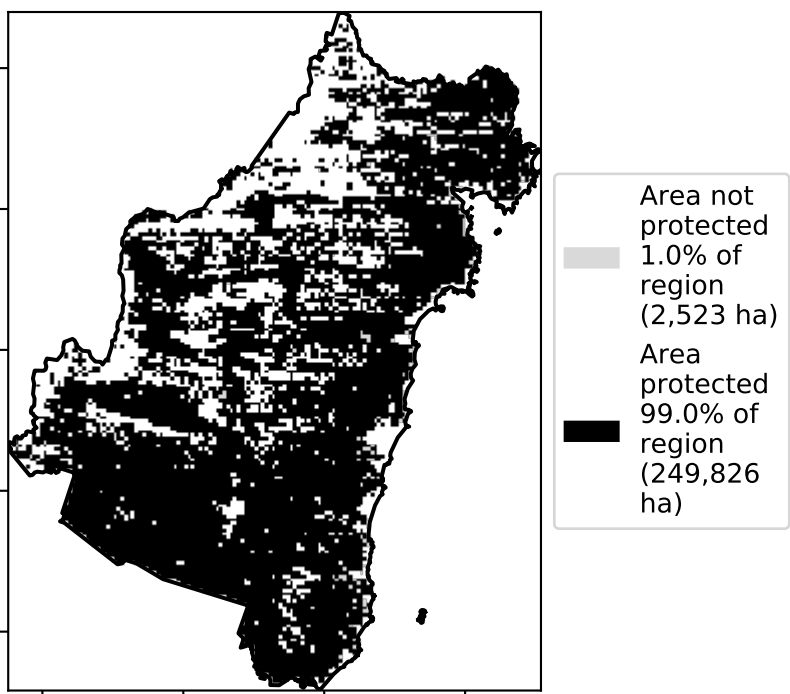 Area not
protected
1.0% of
region
(2,523 ha)
Area
protected
99.0% of
region
(249,826
ha)